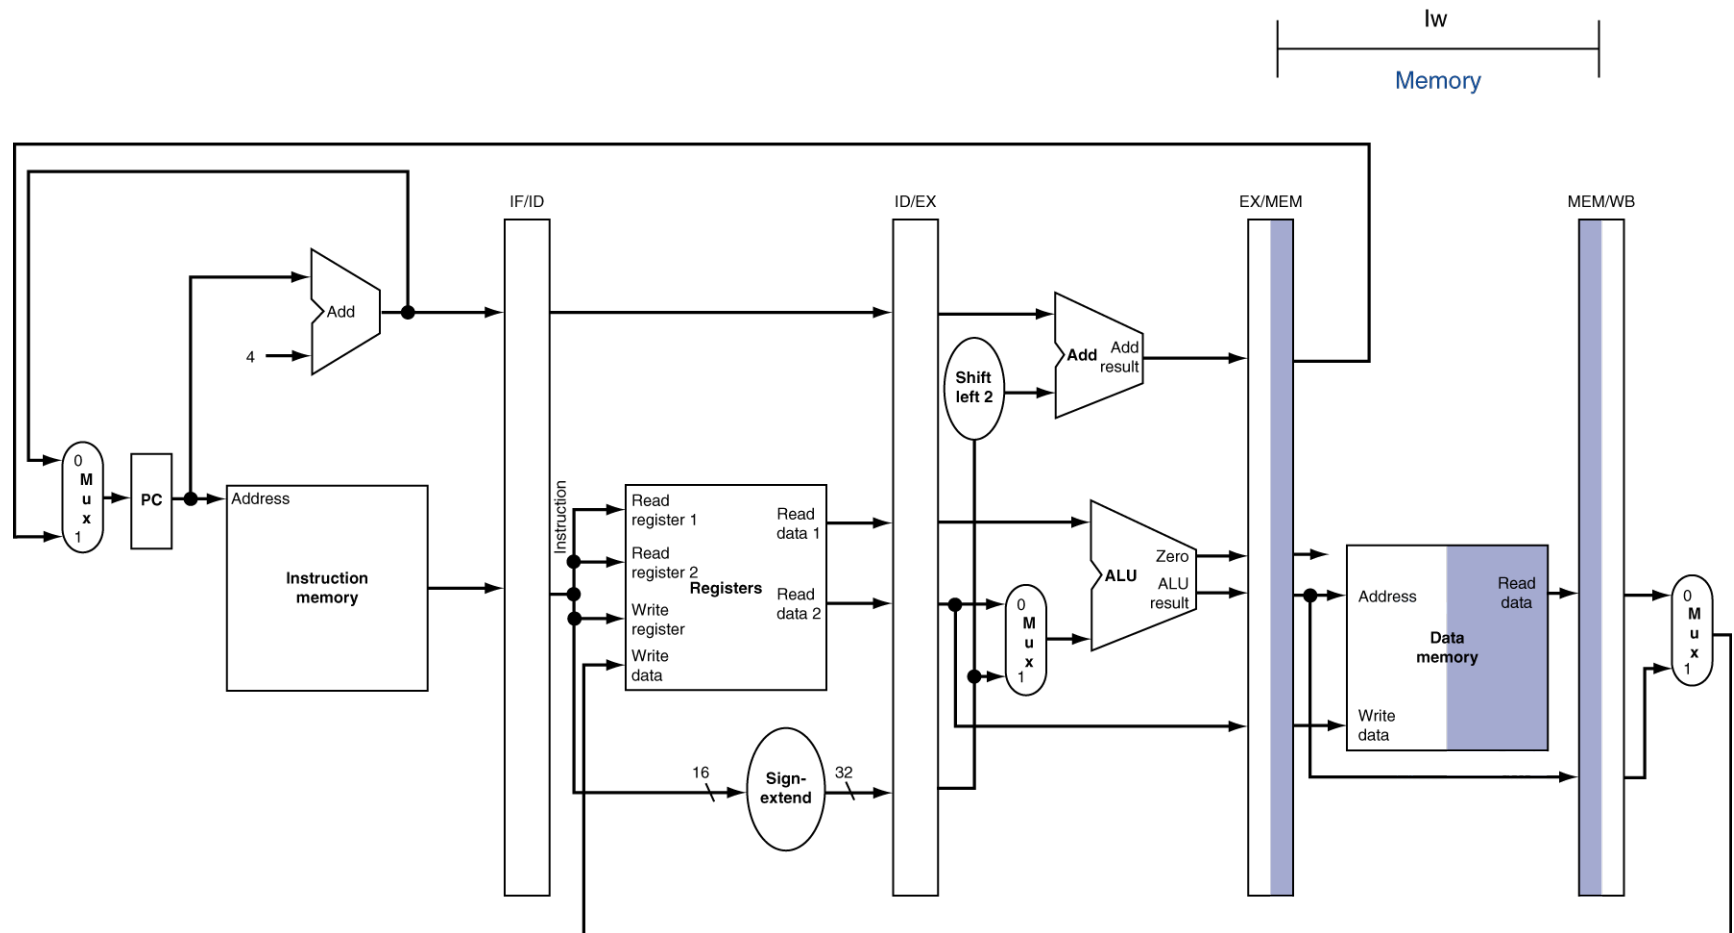 lw
Memory
IF/ID
ID/EX
EX/MEM
MEM/WB
Add
4
Shift
left 2
Add
Add
result
0
M
u
x
1
PC
Address
Instruction
memory
Instruction
Read
register 1
Read
register 2
Registers
Write
register
Write
data
Read
data 1
Read
data 2
0
M
u
x
1
ALU
Zero
ALU
result
Address
Read
data
Data
memory
Write
data
0
M
u
x
1
16
Sign-
extend
32